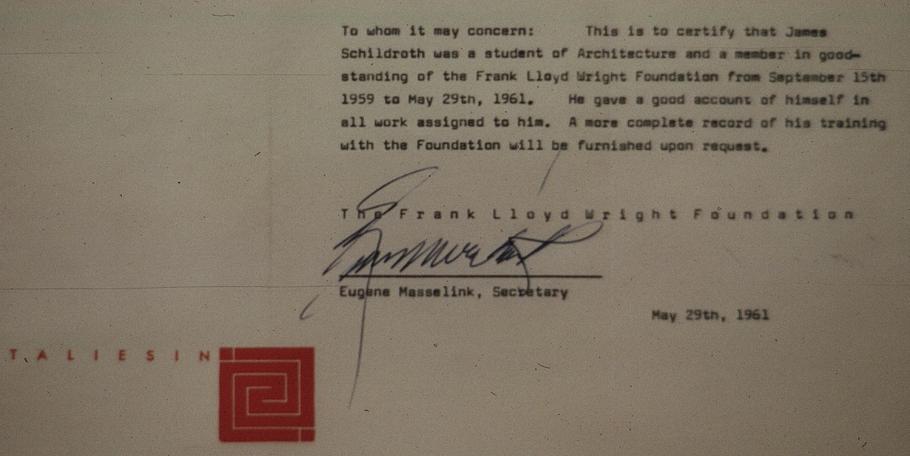 To whom it may concern: This is to certify that James
Schildroth was a student of Architecture and a member in good-
standing of the Frank Lloyd Wright Foundation from September 15th
1959 to May 29th, 1961. He gave a good account of himself in
all work assigned to him. A more complete record of his training
with the Foundation will be furnished upon request.
The Frank Lloyd Wright Foundation
Eugene Masselink, Secretary
May 29th, 1961
TALIESIN